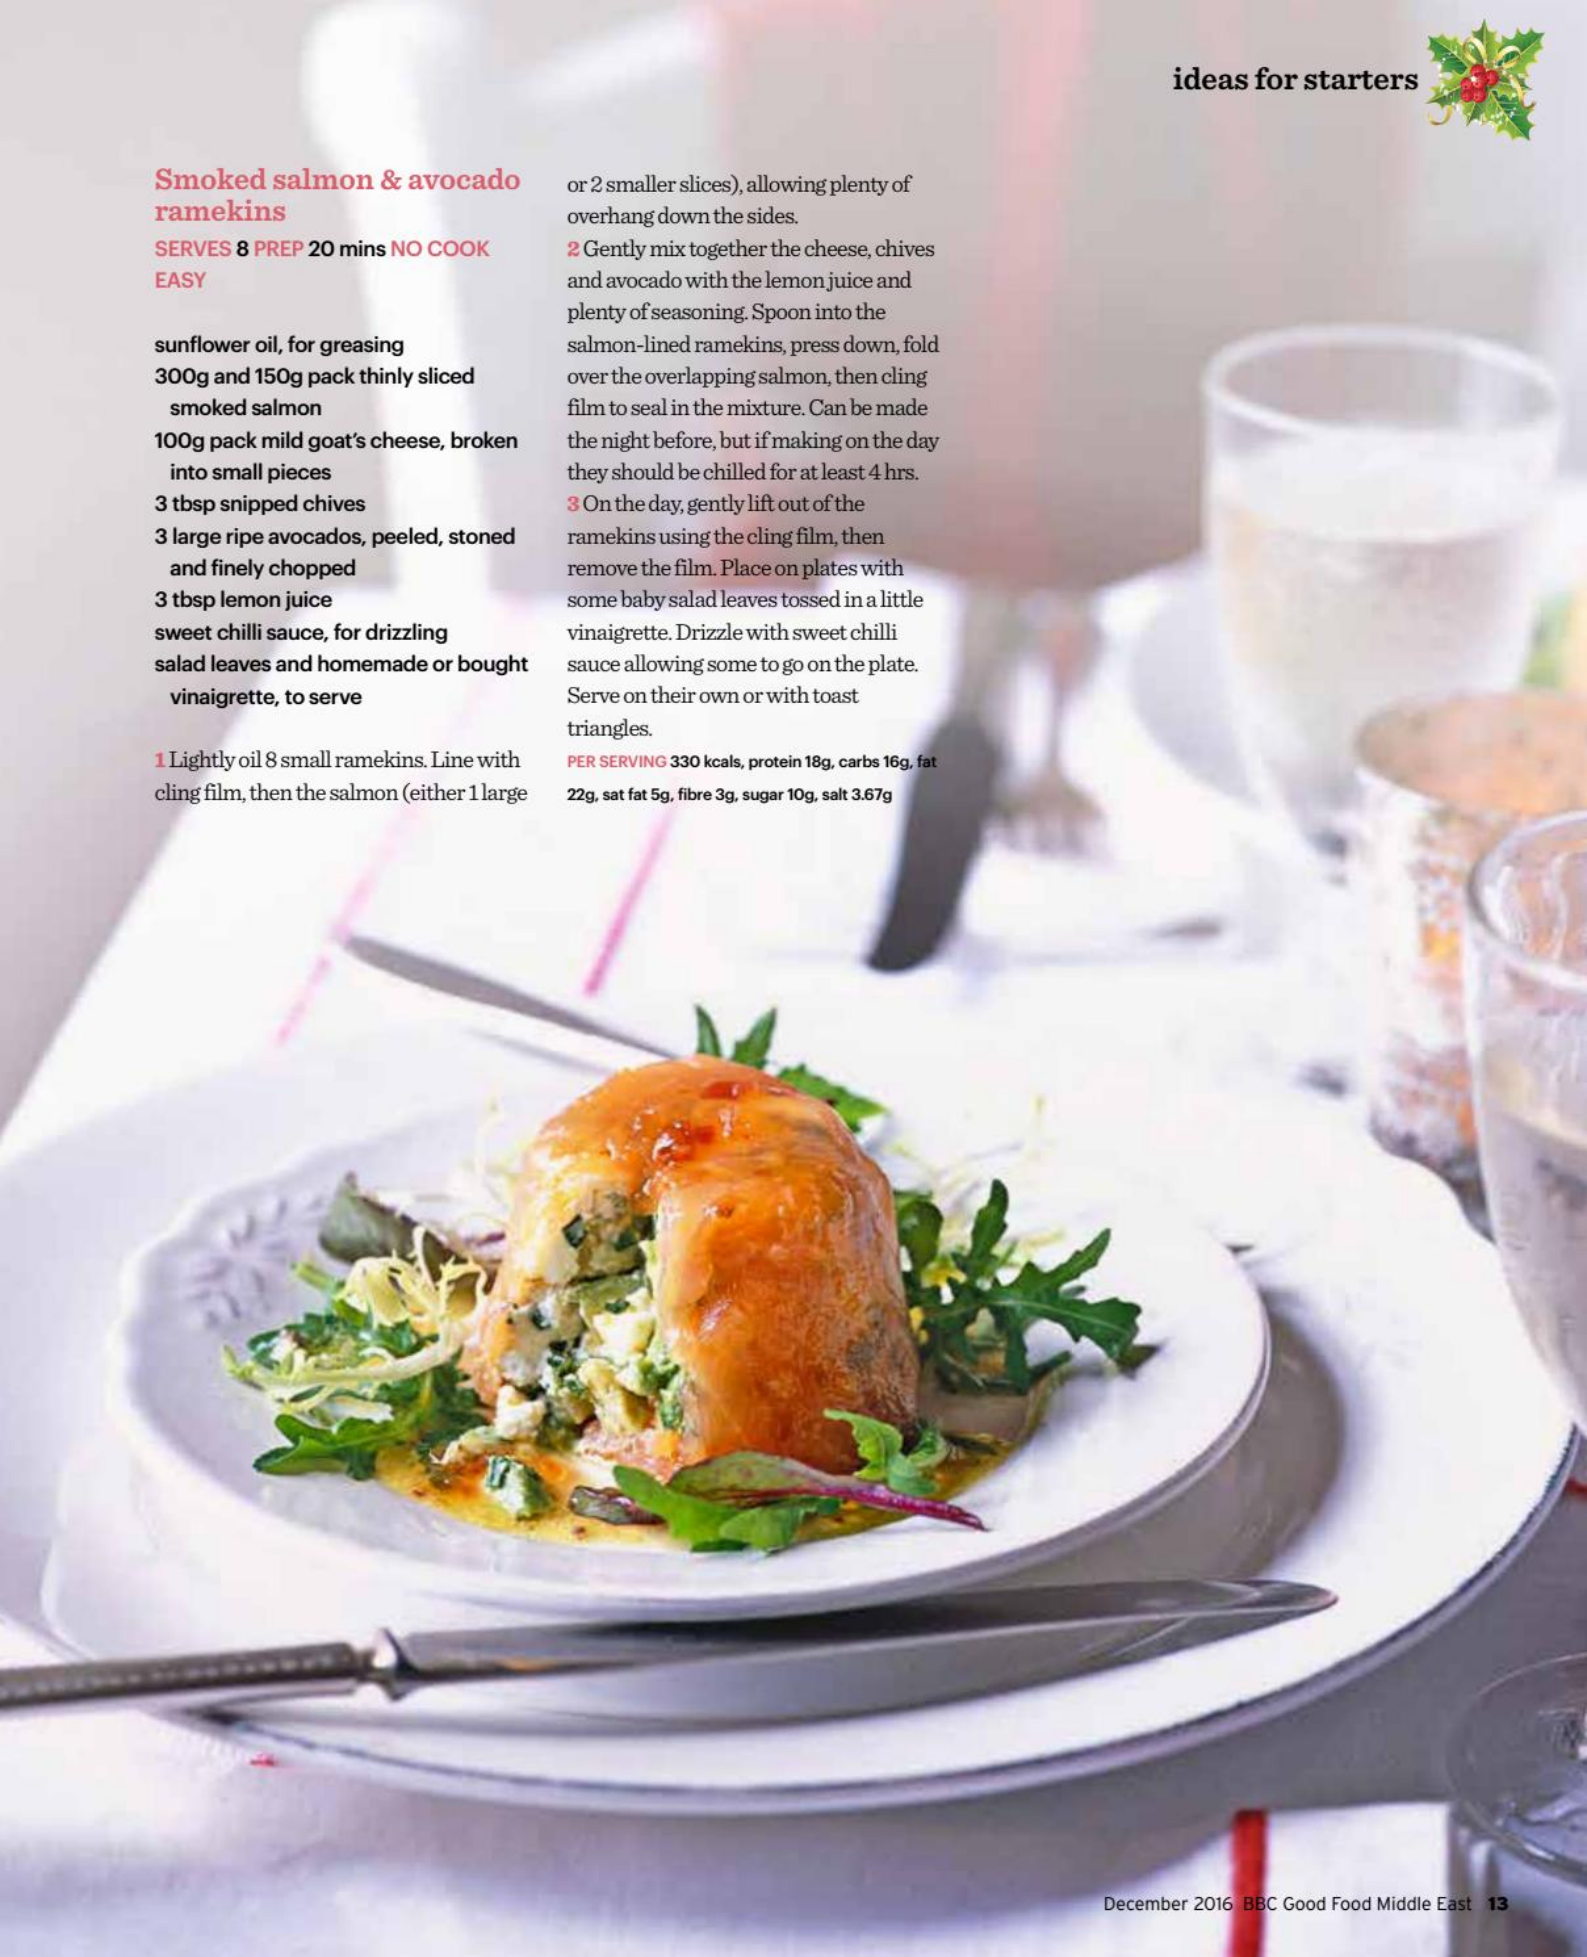 ideas for starters
Smoked salmon & avocado
ramekins
SERVES 8 PREP 20 mins NO COOK
EASY
sunflower oil, for greasing
300g and 150g pack thinly sliced
smoked salmon
100g pack mild goat's cheese, broken
into small pieces
3 tbsp snipped chives
3 large ripe avocados, peeled, stoned
and finely chopped
3 tbsp lemon juice
sweet chilli sauce, for drizzling
salad leaves and homemade or bought
vinaigrette, to serve
1 Lightly oil 8 small ramekins. Line with
cling film, then the salmon (either 1 large
or 2 smaller slices), allowing plenty of
overhang down the sides.
2 Gently mix together the cheese, chives
and avocado with the lemon juice and
plenty of seasoning. Spoon into the
salmon-lined ramekins, press down, fold
over the overlapping salmon, then cling
film to seal in the mixture. Can be made
the night before, but if making on the day
they should be chilled for at least 4 hrs.
3 On the day, gently lift out of the
ramekins using the cling film, then
remove the film. Place on plates with
some baby salad leaves tossed in a little
vinaigrette. Drizzle with sweet chilli
sauce allowing some to go on the plate.
Serve on their own or with toast
triangles.
PER SERVING 330 kcals, protein 18g, carbs 16g, fat
22g, sat fat 5g, fibre 3g, sugar 10g, salt 3.67g
December 2016 BBC Good Food Middle East 13